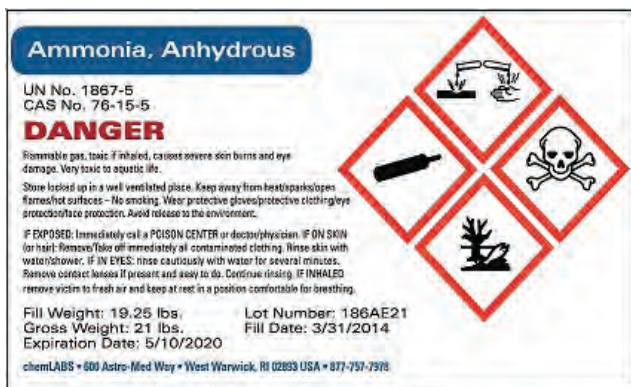 Ammonia, Anhydrous
UN No. 1867-5
CAS No. 76-15-5
DANGER
Flammable gas, toxic if inhaled, causes severe skin burns and eye
damage. Very toxic to aquatic life.
Store locked up in a well ventilated place. Keep away from heat/sparks/open
flames/hot surfaces – No smoking. Wear protective gloves/protective clothing/eye
protection/face protection. Avoid release to the environment.
IF EXPOSED: Immediately call a POISON CENTER or doctor/physician. IF ON SKIN
(or hair): Remove/Take off immediately all contaminated clothing. Rinse skin with
water/shower. IF IN EYES: rinse cautiously with water for several minutes.
Remove contact lenses if present and easy to do. Continue rinsing. IF INHALED
remove victim to fresh air and keep at rest in a position comfortable for breathing.
Fill Weight: 19.25 lbs. Lot Number: 186AE21
Gross Weight: 21 lbs. Fill Date: 3/31/2014
Expiration Date: 5/10/2020
chemLABS • 600 Astro-Med Way • West Warwick, RI 02893 USA • 877-757-7978